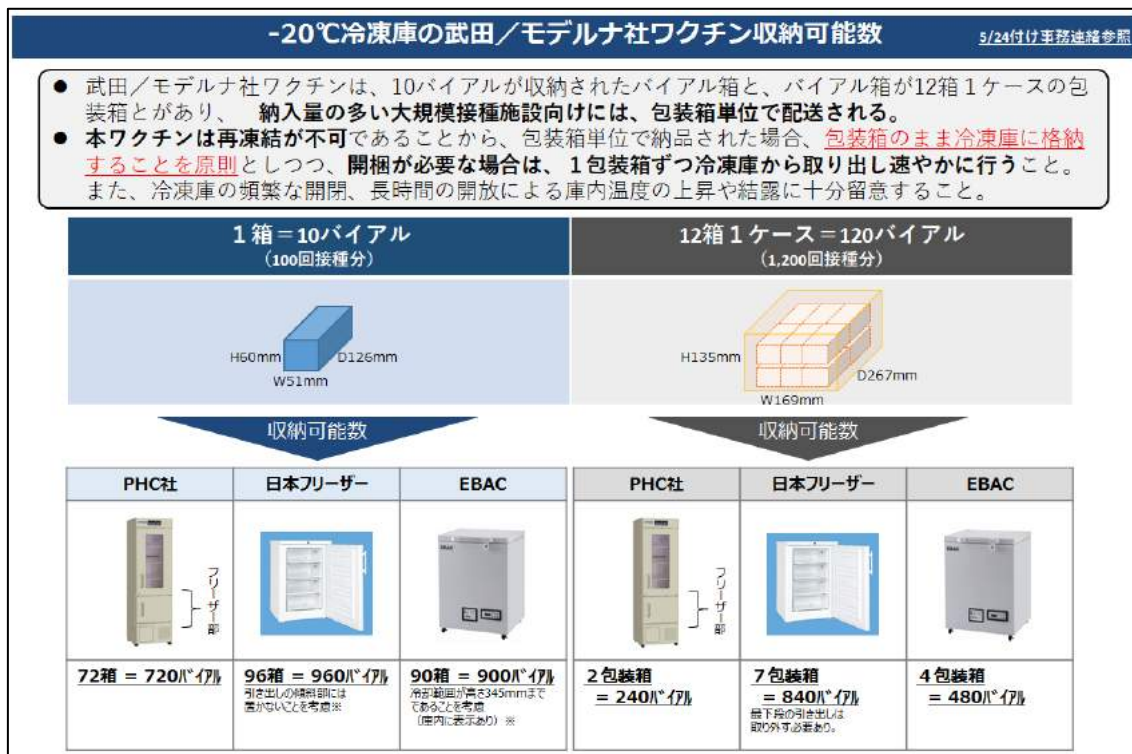 -20℃冷凍庫の武田／モデルナ社ワクチン収納可能数
5/24付け事務連絡参照
● 武田／モデルナ社ワクチンは、10バイアルが収納されたバイアル箱と、バイアル箱が12箱１ケースの包
装箱とがあり、 納入量の多い大規模接種施設向けには、包装箱単位で配送される。
● 本ワクチンは再凍結が不可であることから、包装箱単位で納品された場合、包装箱のまま冷凍庫に格納
することを原則としつつ、開梱が必要な場合は、１包装箱ずつ冷凍庫から取り出し速やかに行うこと。
また、冷凍庫の頻繁な開閉、長時間の開放による庫内温度の上昇や結露に十分留意すること。
１箱＝10バイアル
（100回接種分）
12箱１ケース＝120バイアル
（1,200回接種分）
H60mm
D126mm
W51mm
H135mm
D267mm
W169mm
収納可能数
収納可能数
PHC社
日本フリーザー
EBAC
PHC社
日本フリーザー
EBAC
フリーザー部
フリーザー部
72箱 = 720ﾊﾞｲｱﾙ
96箱 = 960ﾊﾞｲｱﾙ
引き出しの傾斜部には
置かないことを考慮※
90箱 = 900ﾊﾞｲｱﾙ
冷却範囲が高さ345mmまで
であることを考慮
（庫内に表示あり）※
２包装箱
= 240ﾊﾞｲｱﾙ
７包装箱
= 840ﾊﾞｲｱﾙ
最下段の引き出しは
取り外す必要あり。
４包装箱
= 480ﾊﾞｲｱﾙ